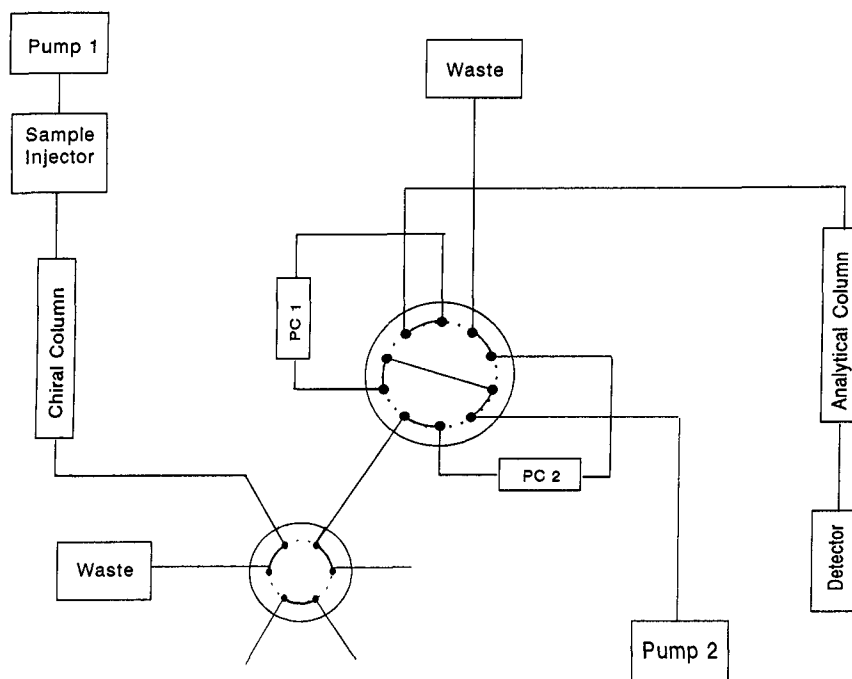 Pump 1
Waste
Sample
Injector
Chiral Column
PC 1
Analytical Column
PC 2
Waste
Detector
Pump 2